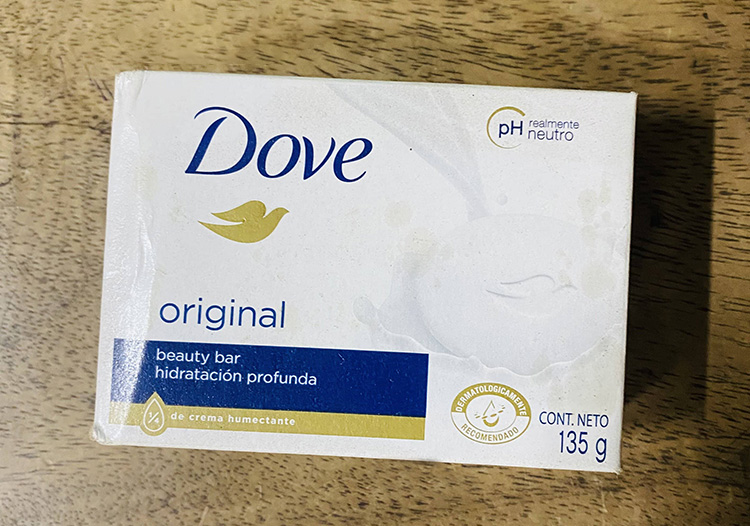 Dove
pH realmente
neutro
original
beauty bar
hidratación profunda
1/4 de crema humectante
DERMATOLOGICAMENTE
RECOMENDADO
CONT. NETO
135 g